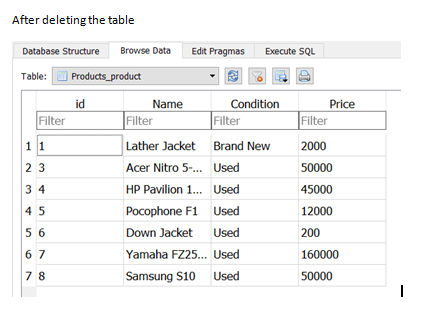 After deleting the table
Database Structure Browse Data Edit Pragmas Execute SQL
Table: Products_product
id Name Condition Price
Filter Filter Filter Filter
1 1 Lather Jacket Brand New 2000
2 3 Acer Nitro 5-... Used 50000
3 4 HP Pavilion 1... Used 45000
4 5 Pocophone F1 Used 12000
5 6 Down Jacket Used 200
6 7 Yamaha FZ25... Used 160000
7 8 Samsung S10 Used 50000